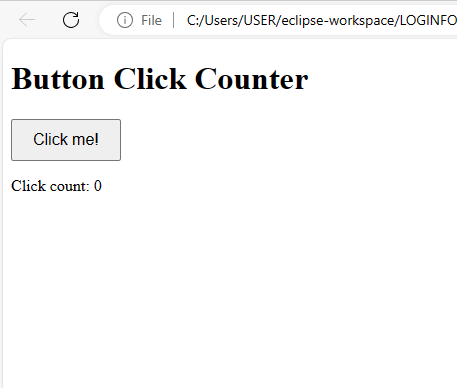 File C:/Users/USER/eclipse-workspace/LOGINFO
Button Click Counter
Click me!
Click count: 0